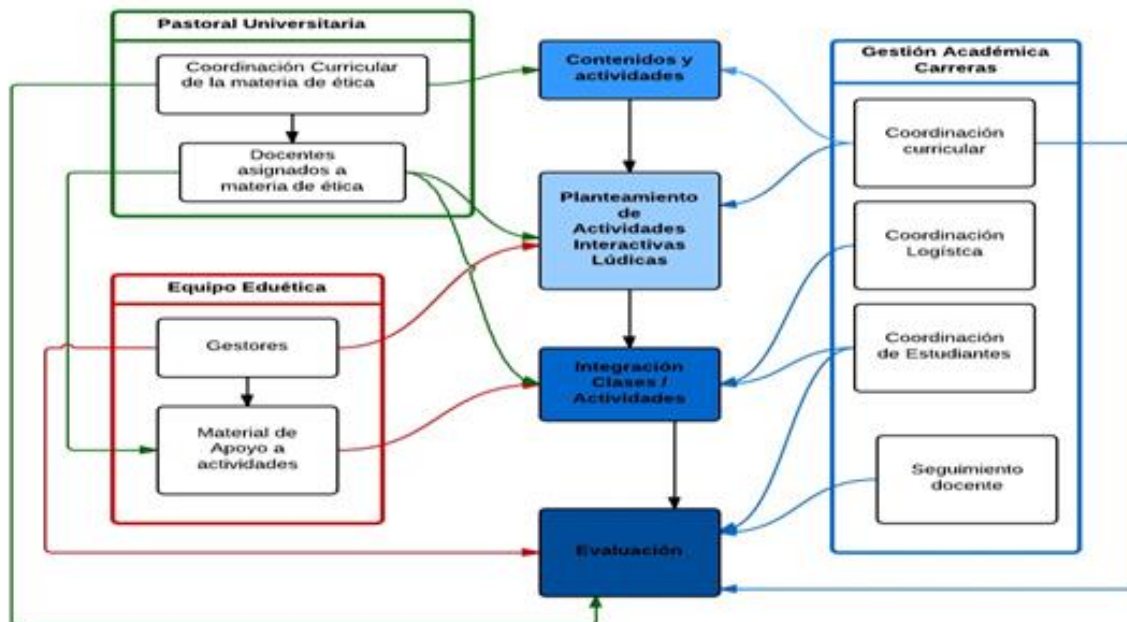 Pastoral Universitaria
Coordinación Curricular
de la materia de ética
Docentes
asignados a
materia de ética
Equipo Eduética
Gestores
Material de
Apoyo a
actividades
Contenidos y
actividades
Planteamiento
de
Actividades
Interactivas
Lúdicas
Integración
Clases /
Actividades
Evaluación
Gestión Académica
Carreras
Coordinación
curricular
Coordinación
Logístca
Coordinación
de Estudiantes
Seguimiento
docente